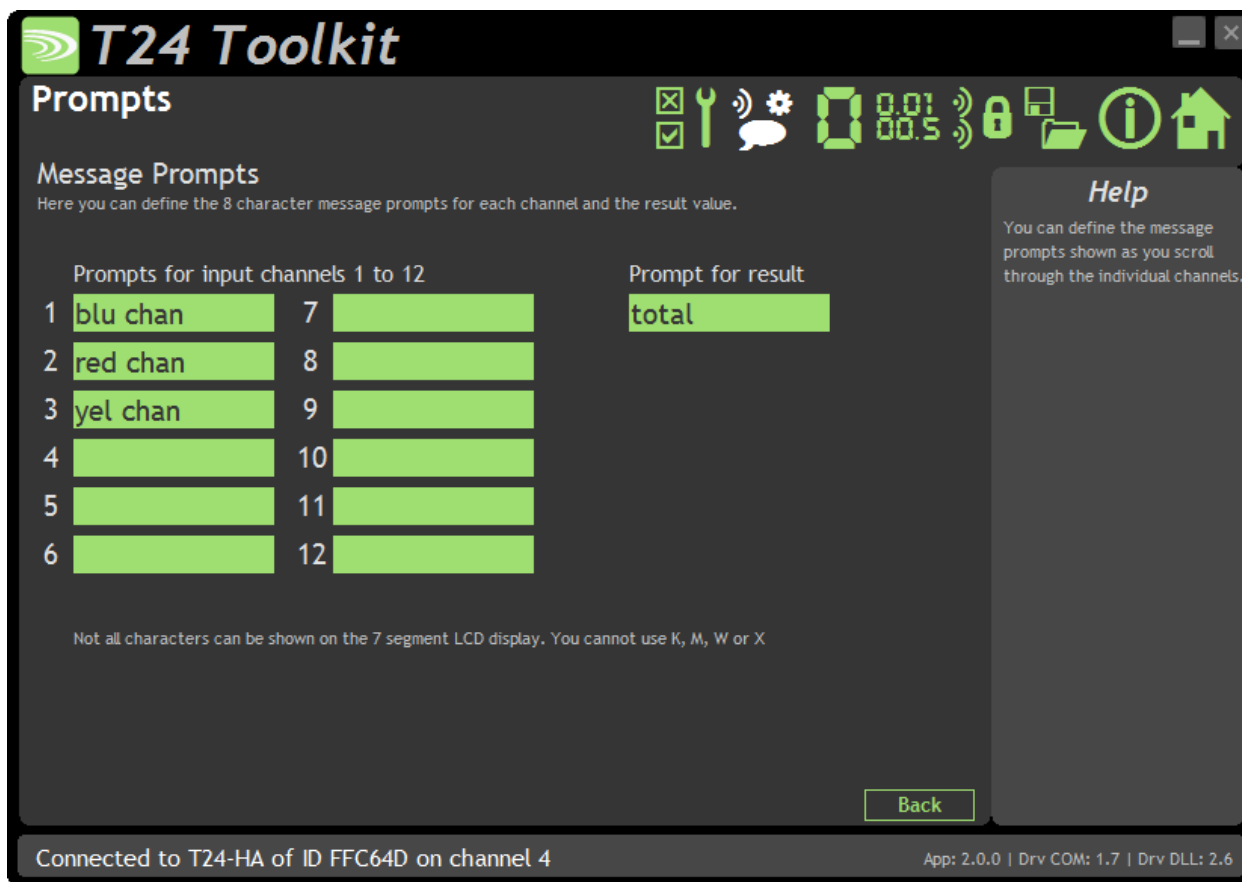 T24 Toolkit
Prompts
0.01
00.5
Message Prompts
Here you can define the 8 character message prompts for each channel and the result value.
Prompts for input channels 1 to 12
Prompt for result
1 blu chan 7
total
2 red chan 8
3 yel chan 9
4 10
5 11
6 12
Not all characters can be shown on the 7 segment LCD display. You cannot use K, M, W or X
Back
Help
You can define the message
prompts shown as you scroll
through the individual channels.
Connected to T24-HA of ID FFC64D on channel 4
App: 2.0.0 | Drv COM: 1.7 | Drv DLL: 2.6